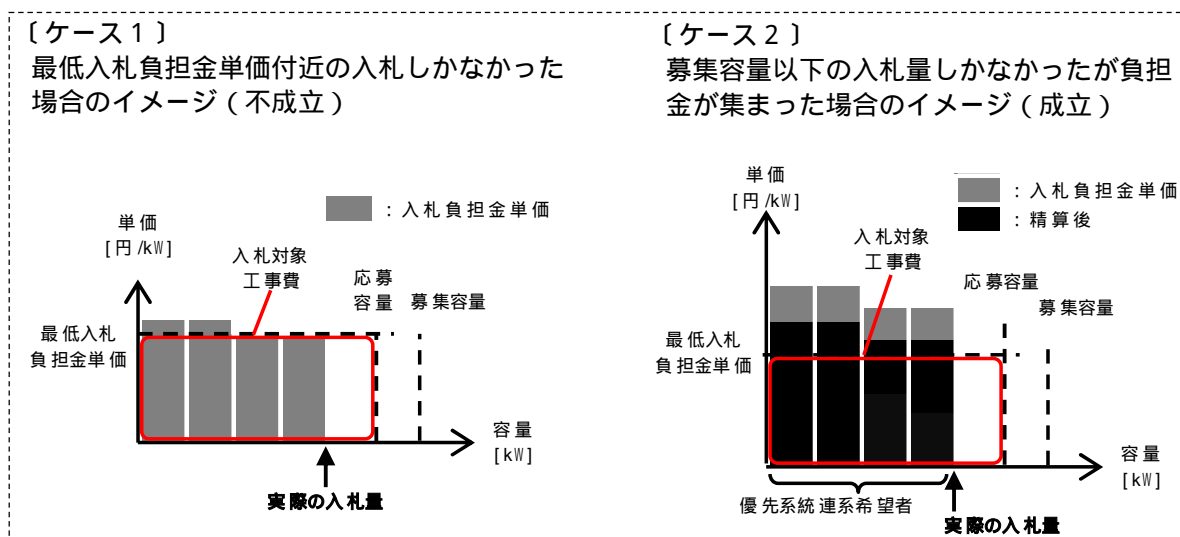 〔ケース１〕
最低入札負担金単価付近の入札しかなかった
場合のイメージ（不成立）
単価
[円/kW]
：入札負担金単価
入札対象
工事費
応募
容量
募集容量
最低入札
負担金単価
容量
[kW]
実際の入札量
〔ケース２〕
募集容量以下の入札量しかなかったが負担
金が集まった場合のイメージ（成立）
単価
[円/kW]
：入札負担金単価
：精算後
入札対象
工事費
応募容量
募集容量
最低入札
負担金単価
容量
[kW]
優先系統連系希望者
実際の入札量